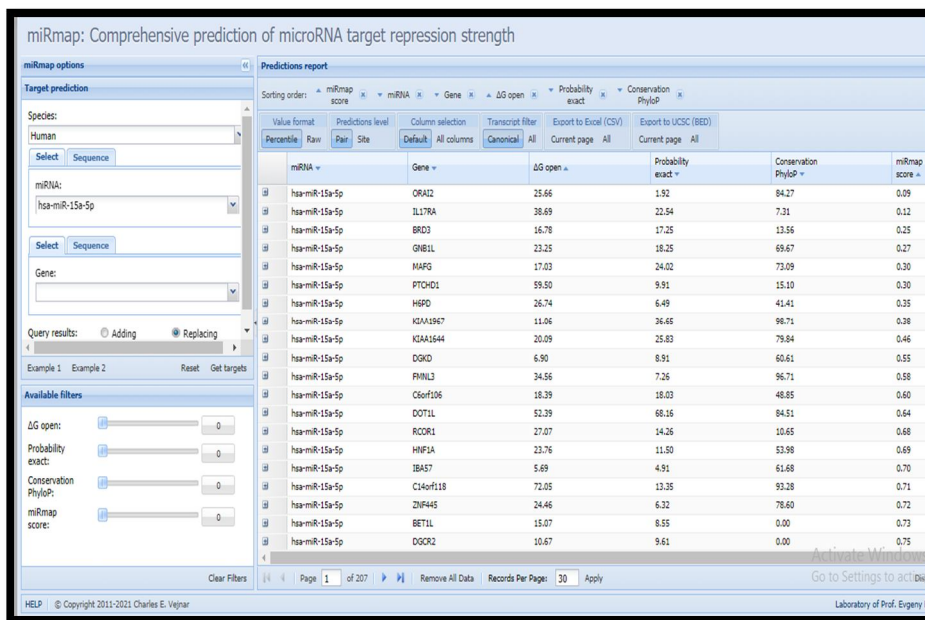 miRmap: Comprehensive prediction of microRNA target repression strength
miRmap options
Target prediction
Species:
Human
Select Sequence
miRNA:
hsa-miR-15a-5p
Select Sequence
Gene:
Query results: Adding Replacing
Example 1 Example 2 Reset Get targets
Available filters
ΔG open: 0
Probability exact: 0
Conservation PhyloP: 0
miRmap score: 0
Clear Filters
Predictions report
Sorting order: miRmap score miRNA Gene ΔG open Probability exact Conservation PhyloP
Value format Predictions level Column selection Transcript filter Export to Excel (CSV) Export to UCSC (BED)
Percentile Raw Pair Site Default All columns Canonical All Current page All Current page All
miRNA Gene ΔG open Probability exact Conservation PhyloP miRmap score
hsa-miR-15a-5p ORAI2 25.66 1.92 84.27 0.09
hsa-miR-15a-5p IL17RA 38.69 22.54 7.31 0.12
hsa-miR-15a-5p BRD3 16.78 17.25 13.56 0.25
hsa-miR-15a-5p GNB1L 23.25 18.25 69.67 0.27
hsa-miR-15a-5p MAFG 17.03 24.02 73.09 0.30
hsa-miR-15a-5p PTCHD1 59.50 9.91 15.10 0.30
hsa-miR-15a-5p H6PD 26.74 6.49 41.41 0.35
hsa-miR-15a-5p KIAA1967 11.06 36.65 98.71 0.38
hsa-miR-15a-5p KIAA1644 20.09 25.83 79.84 0.46
hsa-miR-15a-5p DGKD 6.90 8.91 60.61 0.55
hsa-miR-15a-5p FMNL3 34.56 7.26 96.71 0.58
hsa-miR-15a-5p C6orf106 18.39 18.03 48.85 0.60
hsa-miR-15a-5p DOT1L 52.39 68.16 84.51 0.64
hsa-miR-15a-5p RCOR1 27.07 14.26 10.65 0.68
hsa-miR-15a-5p HNF1A 23.76 11.50 53.98 0.69
hsa-miR-15a-5p IBA57 5.69 4.91 61.68 0.70
hsa-miR-15a-5p C14orf118 72.05 13.35 93.28 0.71
hsa-miR-15a-5p ZNF445 24.46 6.32 78.60 0.72
hsa-miR-15a-5p BET1L 15.07 8.55 0.00 0.73
hsa-miR-15a-5p DGCR2 10.67 9.61 0.00 0.75
Activate Windows
Go to Settings to
Page 1 of 207 Remove All Data Records Per Page: 30 Apply
HELP © Copyright 2011-2021 Charles E. Vejnar
Laboratory of Prof. Evgeny